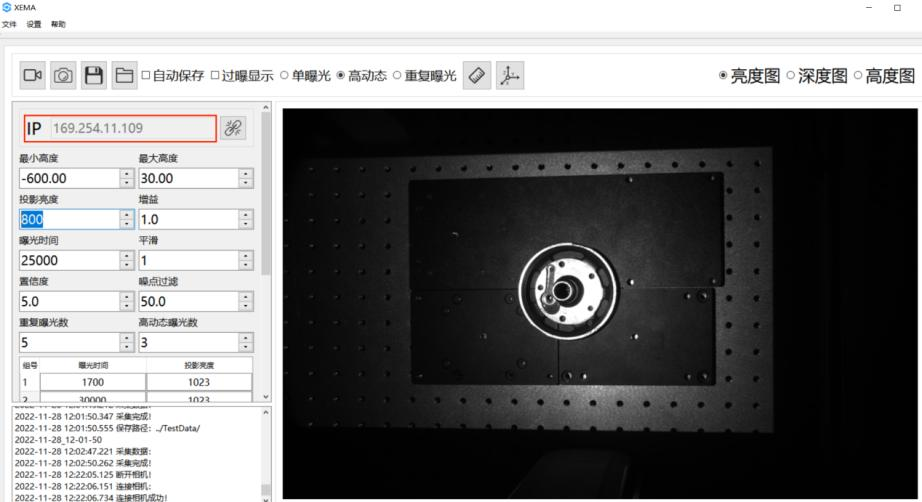 XEMA
文件 设置 帮助
自动保存 过曝显示 单曝光 高动态 重复曝光 亮度图 深度图 高度图
IP 169.254.11.109
最小高度 最大高度
-600.00 30.00
投影亮度 增益
800 1.0
曝光时间 平滑
25000 1
置信度 噪点过滤
5.0 50.0
重复曝光数 高动态曝光数
5 3
组号 曝光时间 投影亮度
1 1700 1023
2 30000 1023
2022-11-28 12:01:50.347 采集完成!
2022-11-28 12:01:50.555 保存路径: ../TestData/
2022-11-28_12-01-50
2022-11-28 12:02:47.221 采集数据:
2022-11-28 12:02:50.262 采集完成!
2022-11-28 12:22:05.125 断开相机!
2022-11-28 12:22:06.151 连接相机:
2022-11-28 12:22:06.734 连接相机成功!